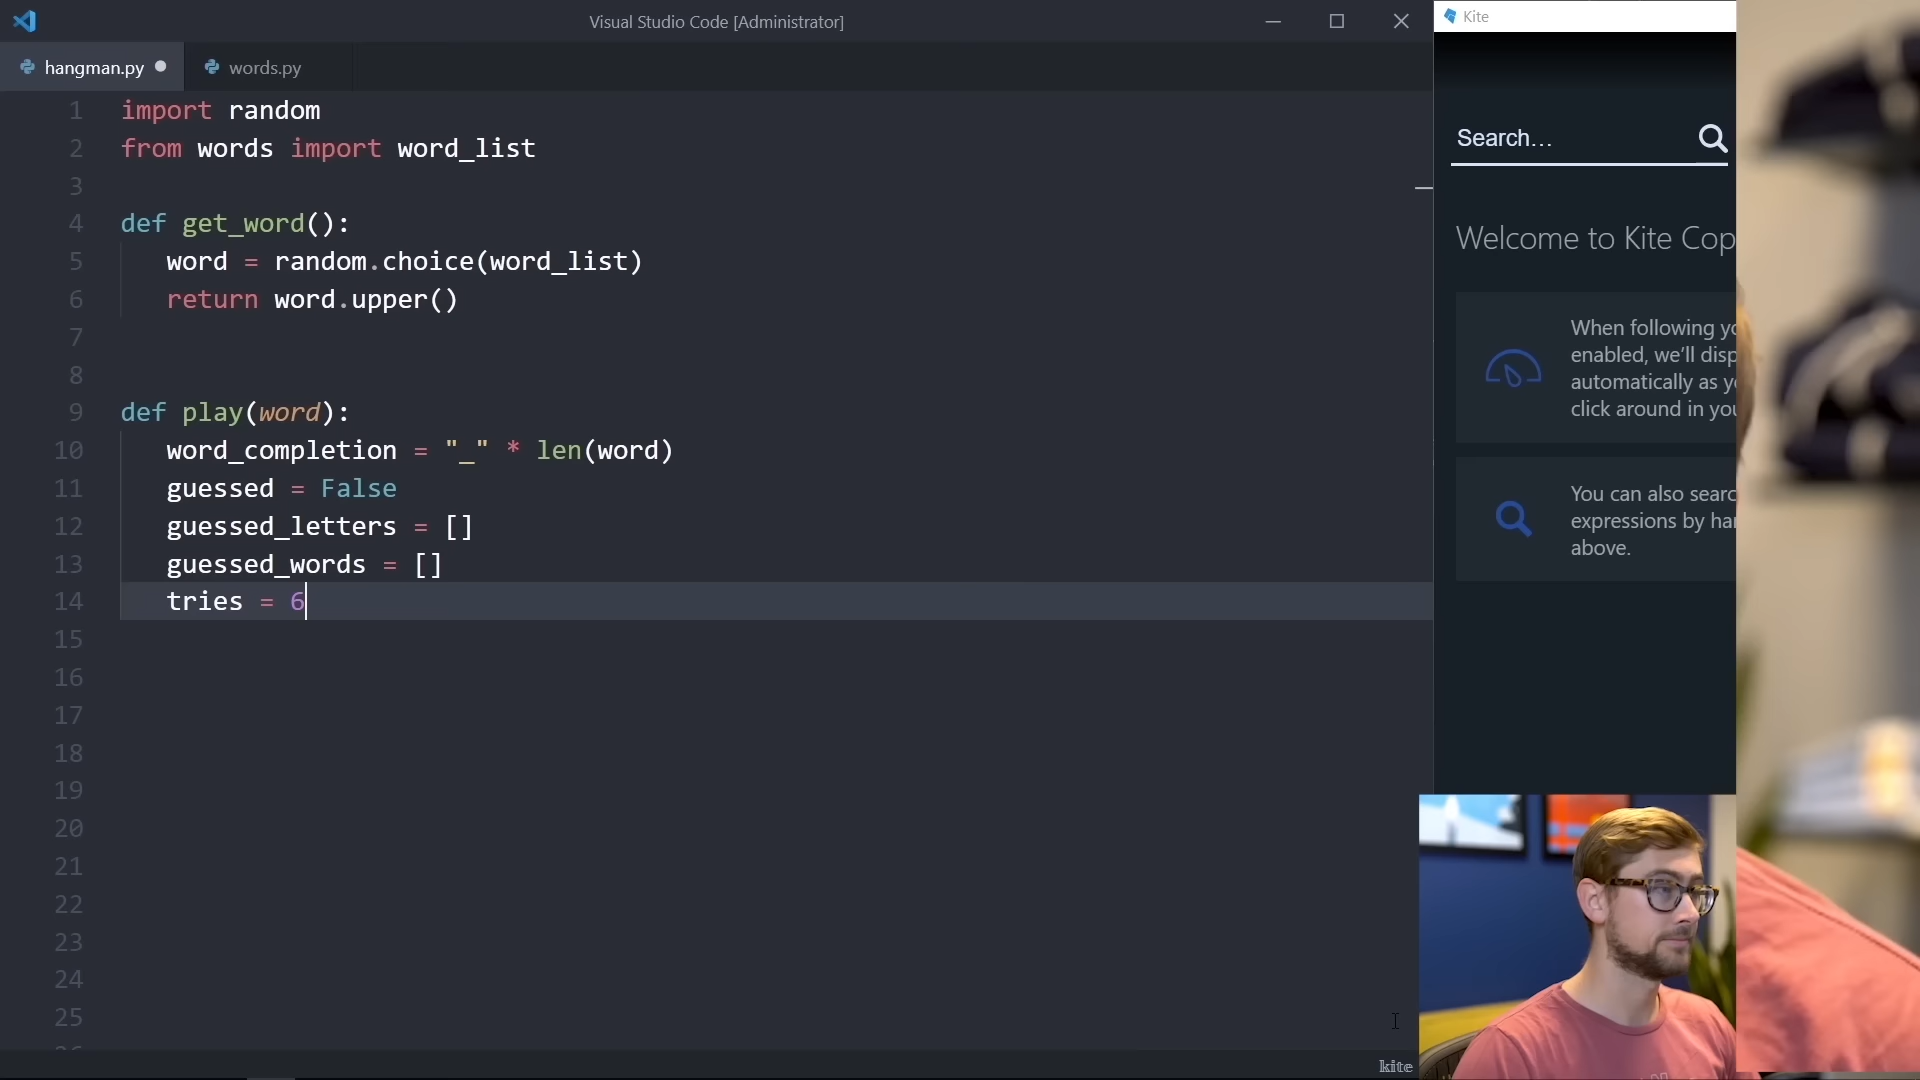 Visual Studio Code [Administrator]
hangman.py
words.py
1 import random
2 from words import word_list
3
4 def get_word():
5 word = random.choice(word_list)
6 return word.upper()
7
8
9 def play(word):
10 word_completion = "_" * len(word)
11 guessed = False
12 guessed_letters = []
13 guessed_words = []
14 tries = 6
15
16
17
18
19
20
21
22
23
24
25
kite
Kite
Search…
Welcome to Kite Cop
When following yo
enabled, we'll disp
automatically as y
click around in you
You can also searc
expressions by ha
above.